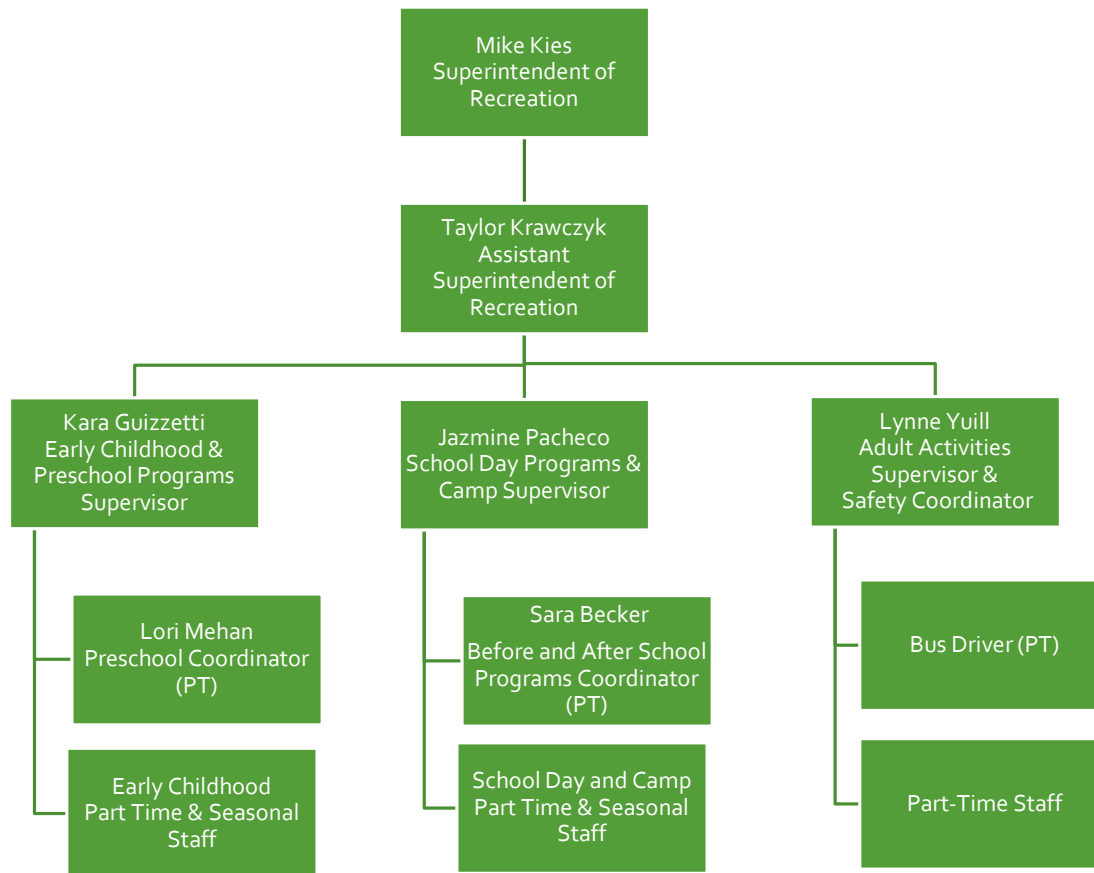 Mike Kies
Superintendent of
Recreation
Taylor Krawczyk
Assistant
Superintendent of
Recreation
Kara Guizzetti
Early Childhood &
Preschool Programs
Supervisor
Jazmine Pacheco
School Day Programs &
Camp Supervisor
Lynne Yuill
Adult Activities
Supervisor &
Safety Coordinator
Lori Mehan
Preschool Coordinator
(PT)
Sara Becker
Before and After School
Programs Coordinator
(PT)
Bus Driver (PT)
Early Childhood
Part Time & Seasonal
Staff
School Day and Camp
Part Time & Seasonal
Staff
Part-Time Staff